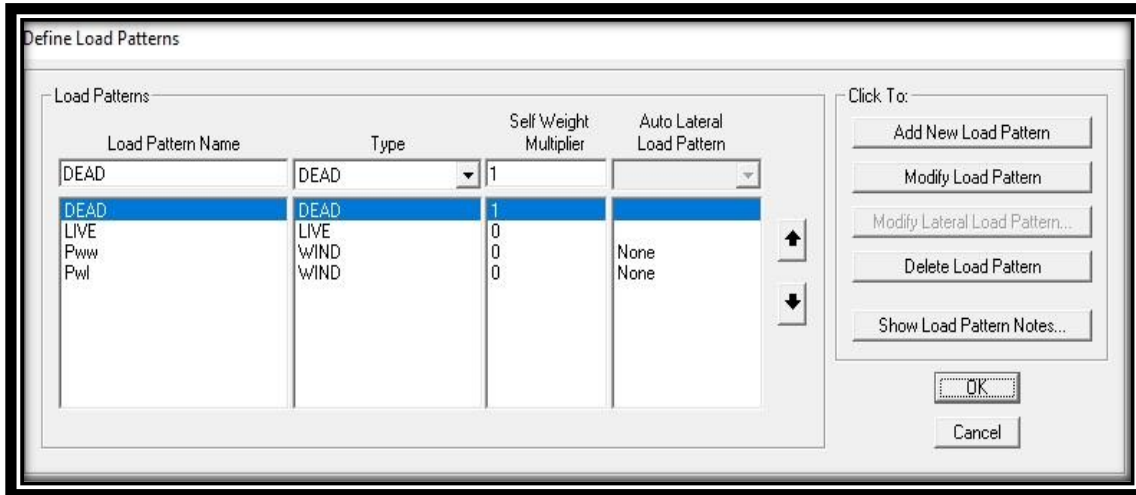 Define Load Patterns
Load Patterns
Click To:
Load Pattern Name Type Self Weight Multiplier Auto Lateral Load Pattern
DEAD DEAD 1
DEAD DEAD 1
LIVE LIVE 0
Pww WIND 0 None
Pwl WIND 0 None
Add New Load Pattern
Modify Load Pattern
Modify Lateral Load Pattern...
Delete Load Pattern
Show Load Pattern Notes...
OK
Cancel